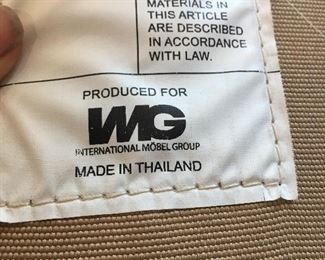 MATERIALS IN
THIS ARTICLE
ARE DESCRIBED
IN ACCORDANCE
WITH LAW.
PRODUCED FOR
IMG
INTERNATIONAL MÖBEL GROUP
MADE IN THAILAND